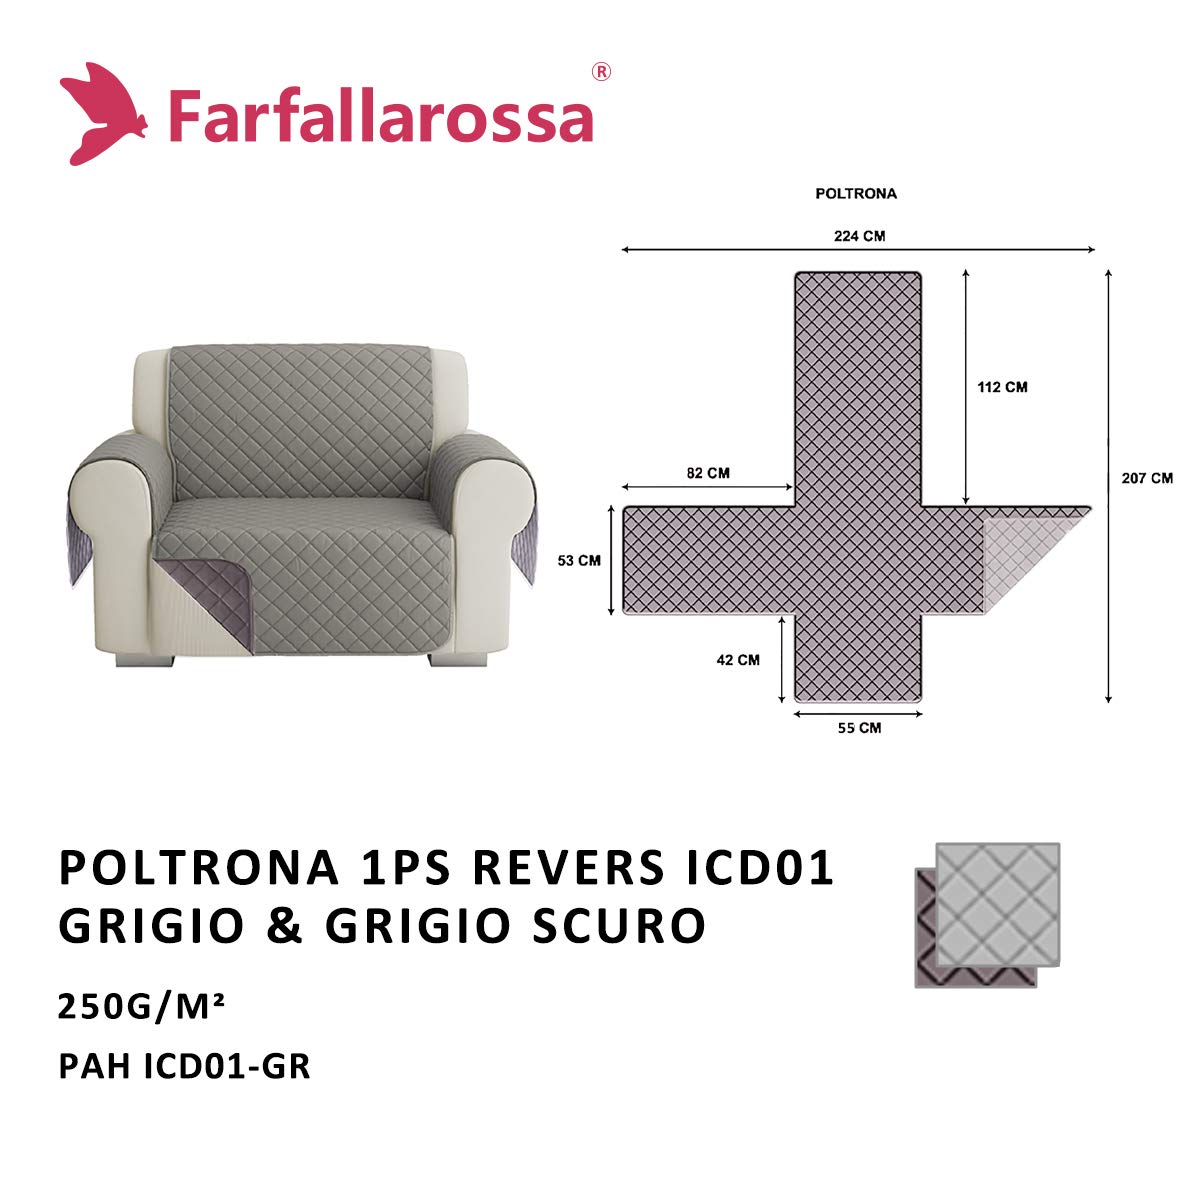 Farfallarossa®
POLTRONA
224 CM
112 CM
82 CM
207 CM
53 CM
42 CM
55 CM
POLTRONA 1PS REVERS ICD01
GRIGIO & GRIGIO SCURO
250G/M²
PAH ICD01-GR